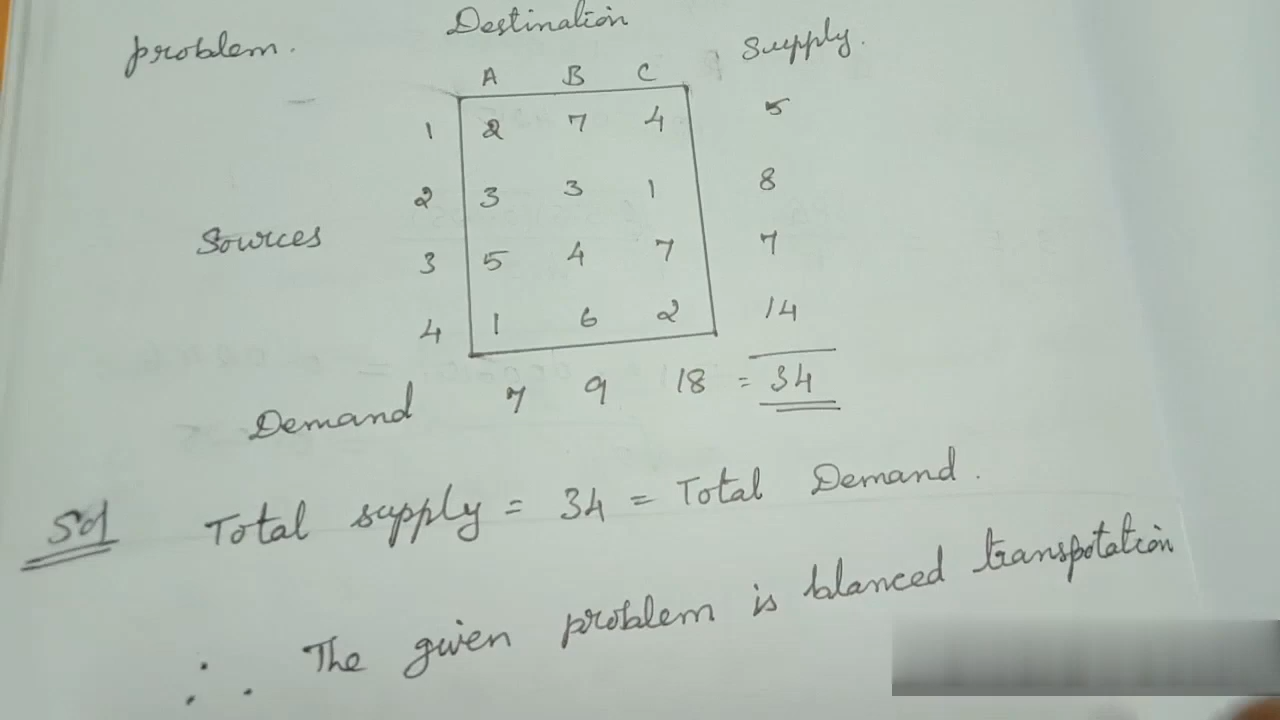 problem. Destination Supply.
A B C
1 2 7 4 5
2 3 3 1 8
Sources
3 5 4 7 7
4 1 6 2 14
Demand 7 9 18 = 34
Sol Total supply = 34 = Total Demand.
∴ The given problem is blanced transpotation